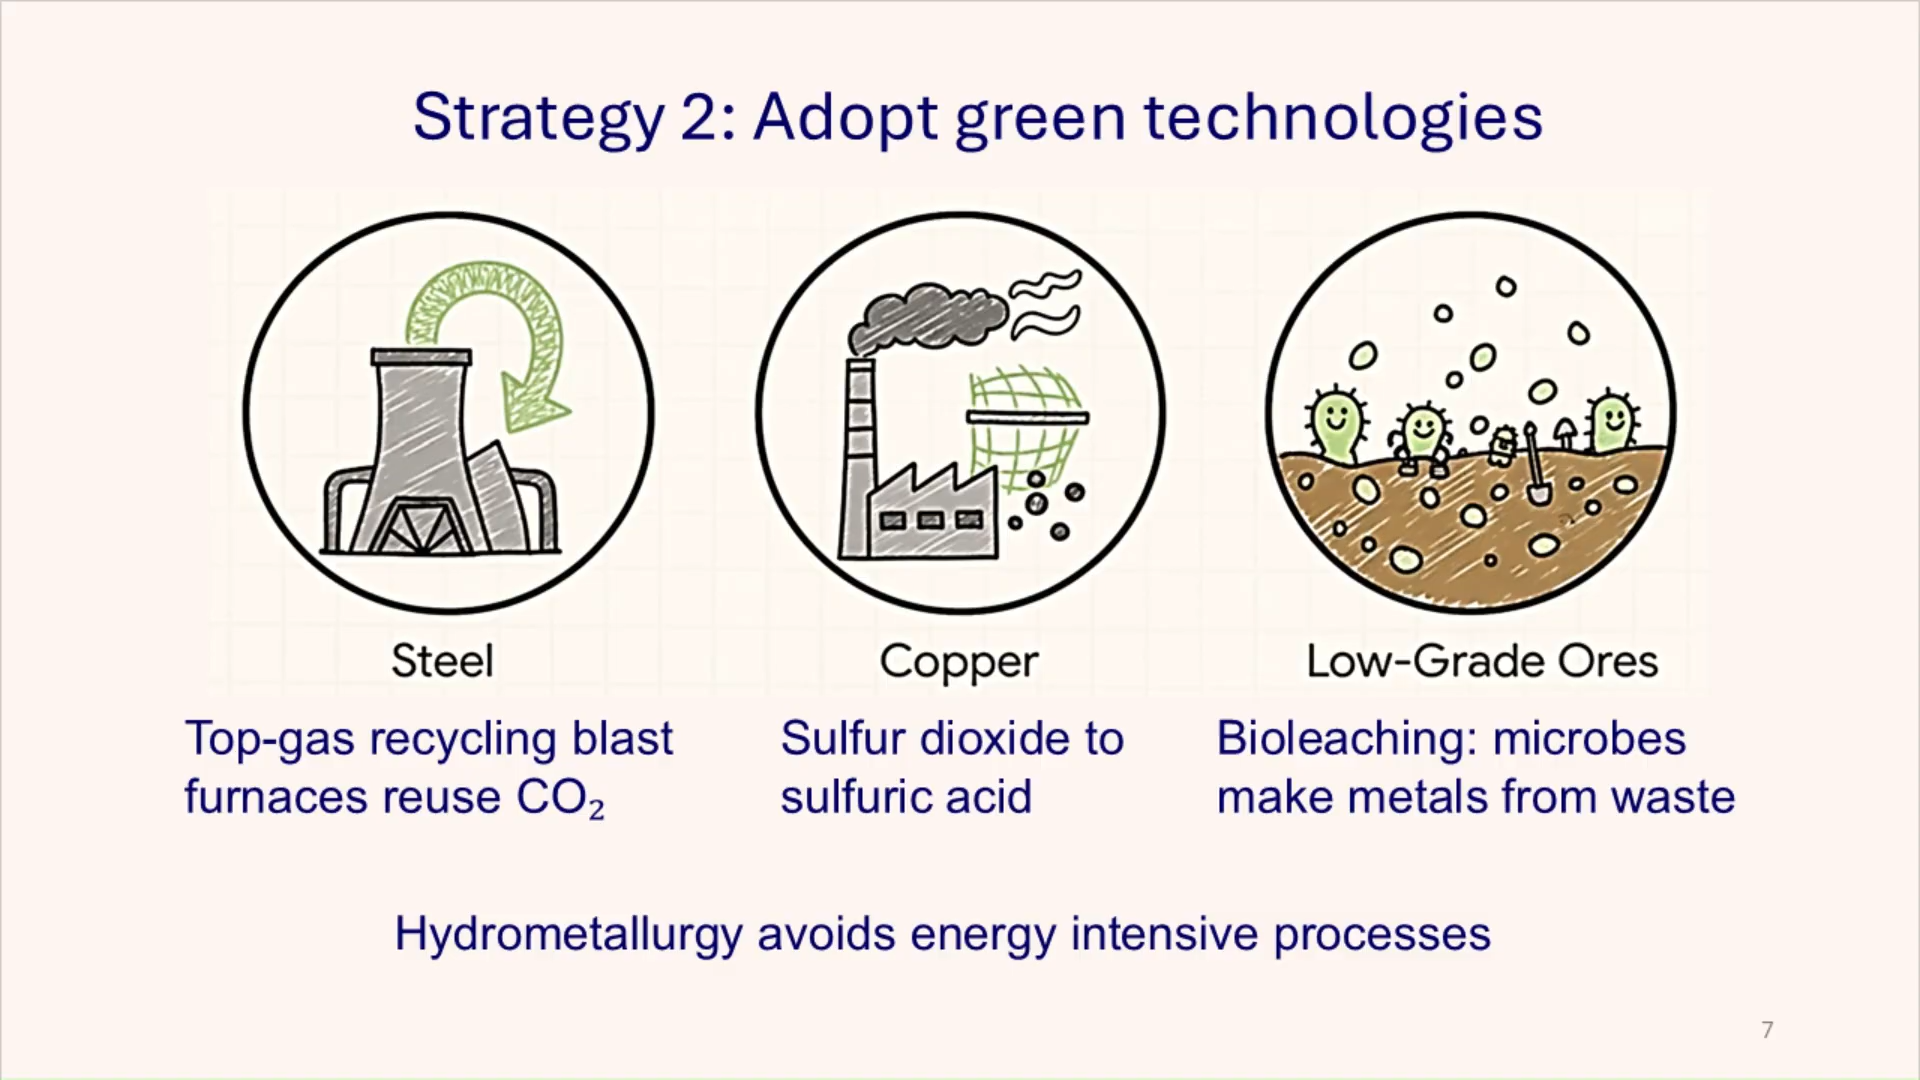 Strategy 2: Adopt green technologies
Steel
Copper
Low-Grade Ores
Top-gas recycling blast
furnaces reuse CO₂
Sulfur dioxide to
sulfuric acid
Bioleaching: microbes
make metals from waste
Hydrometallurgy avoids energy intensive processes
7